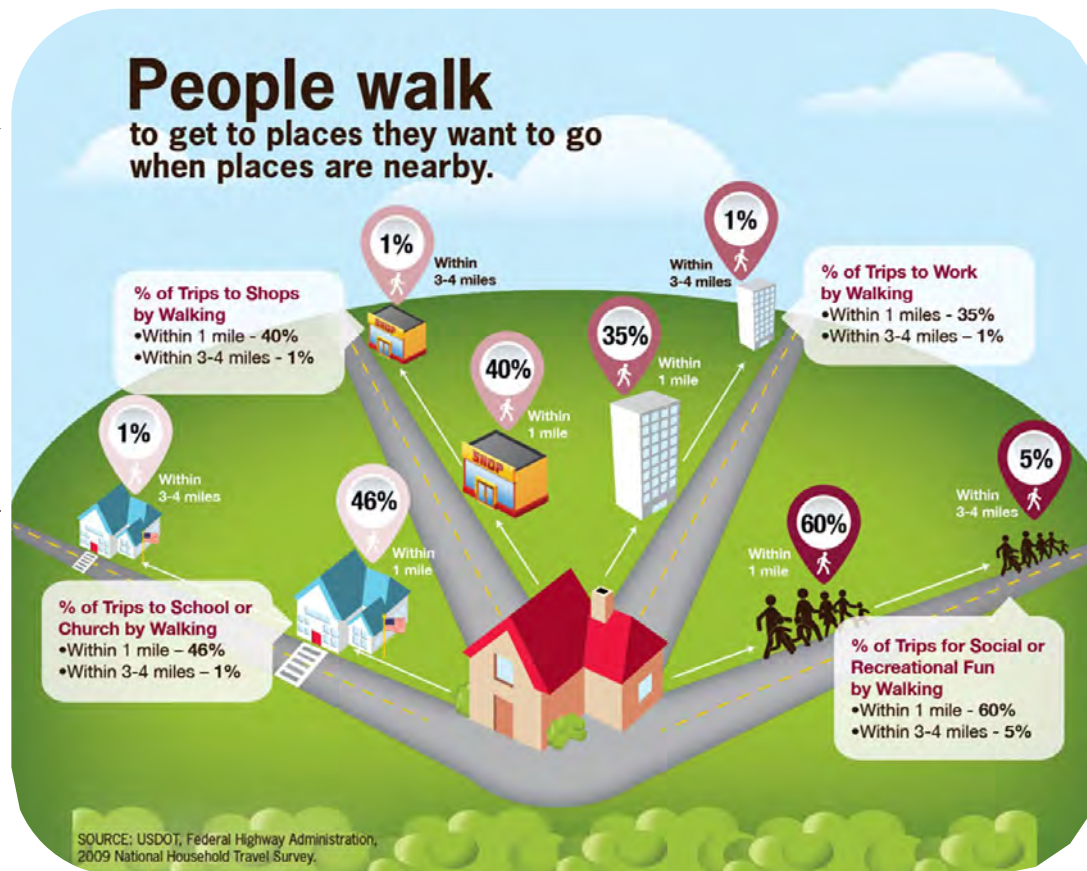 People walk
to get to places they want to go
when places are nearby.
1%
Within
3-4 miles
1%
Within
3-4 miles
% of Trips to Shops
by Walking
•Within 1 mile - 40%
•Within 3-4 miles - 1%
% of Trips to Work
by Walking
•Within 1 miles - 35%
•Within 3-4 miles – 1%
40%
Within
1 mile
SHOP
SHOP
35%
Within
1 mile
1%
Within
3-4 miles
46%
Within
1 mile
60%
Within
1 mile
5%
Within
3-4 miles
% of Trips to School or
Church by Walking
•Within 1 mile – 46%
•Within 3-4 miles – 1%
% of Trips for Social or
Recreational Fun
by Walking
•Within 1 mile - 60%
•Within 3-4 miles - 5%
SOURCE: USDOT, Federal Highway Administration,
2009 National Household Travel Survey.